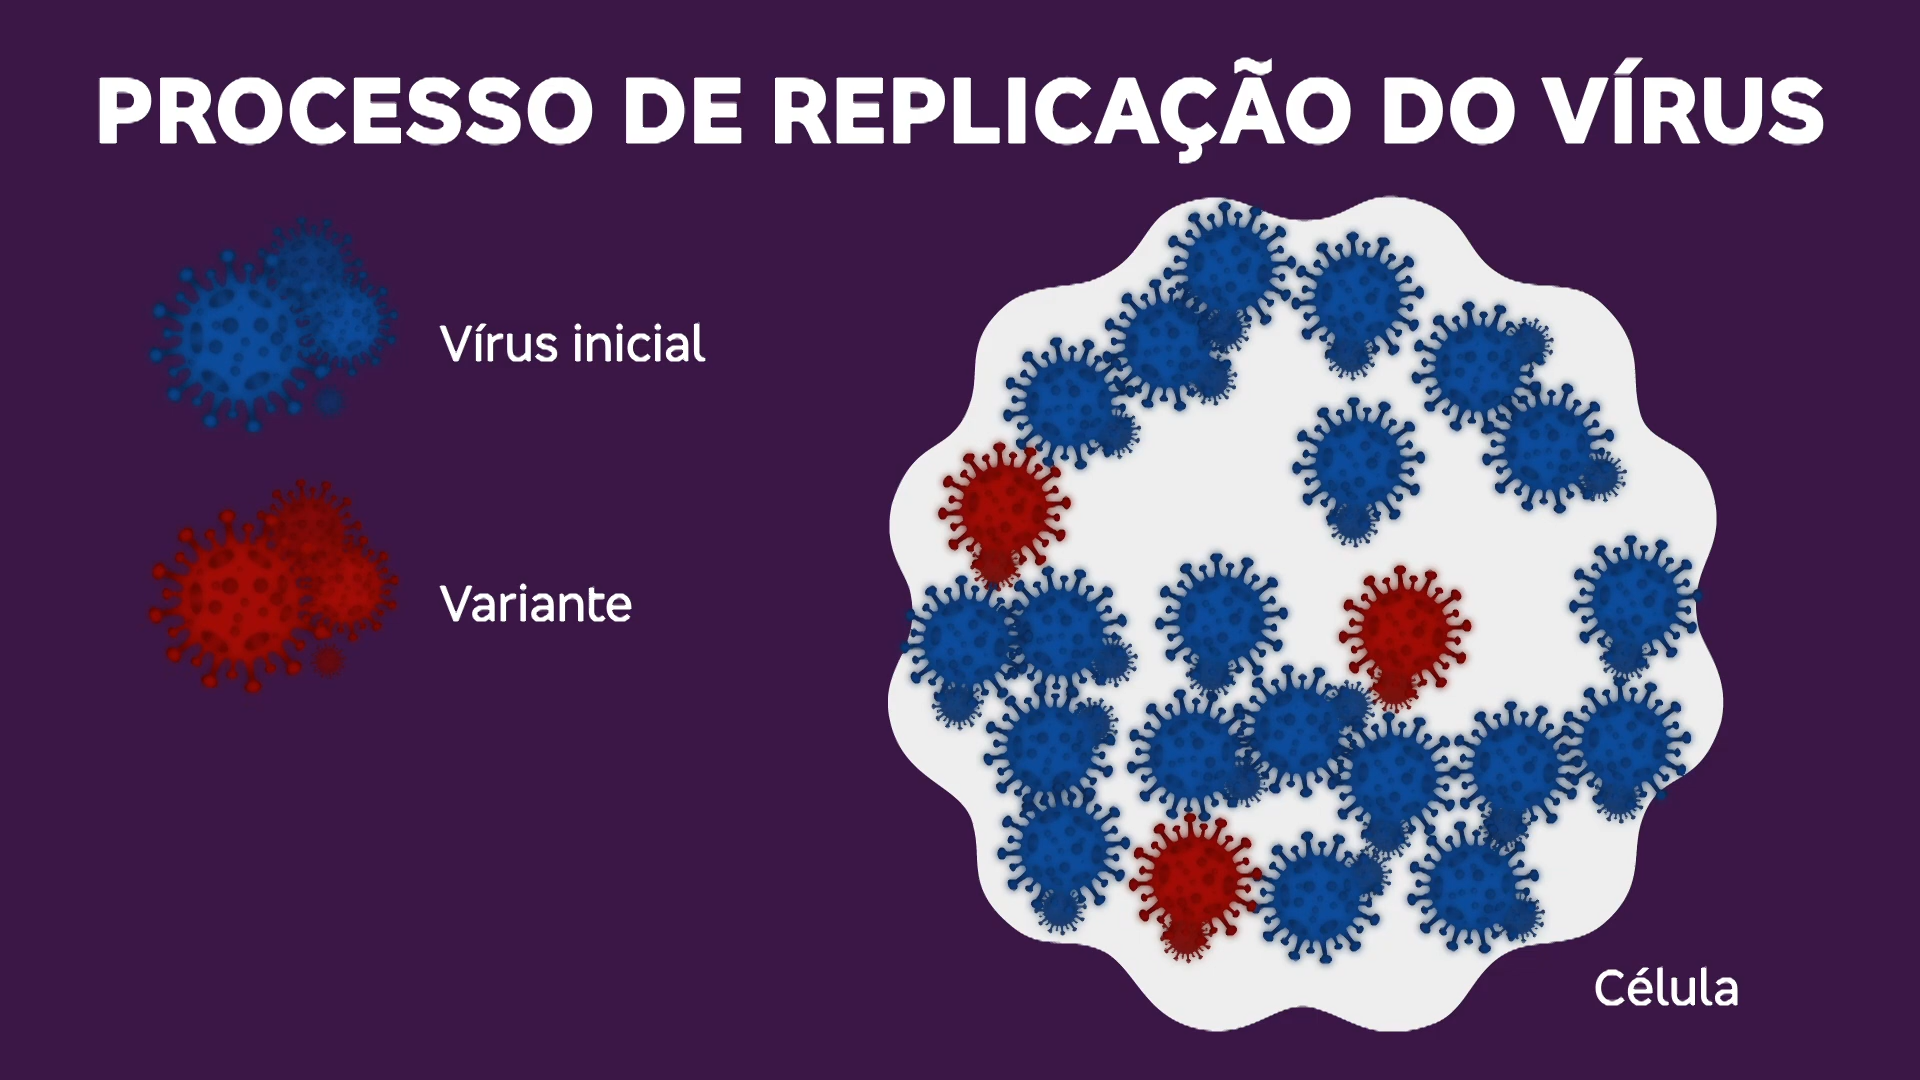 PROCESSO DE REPLICAÇÃO DO VÍRUS
Vírus inicial
Variante
Célula